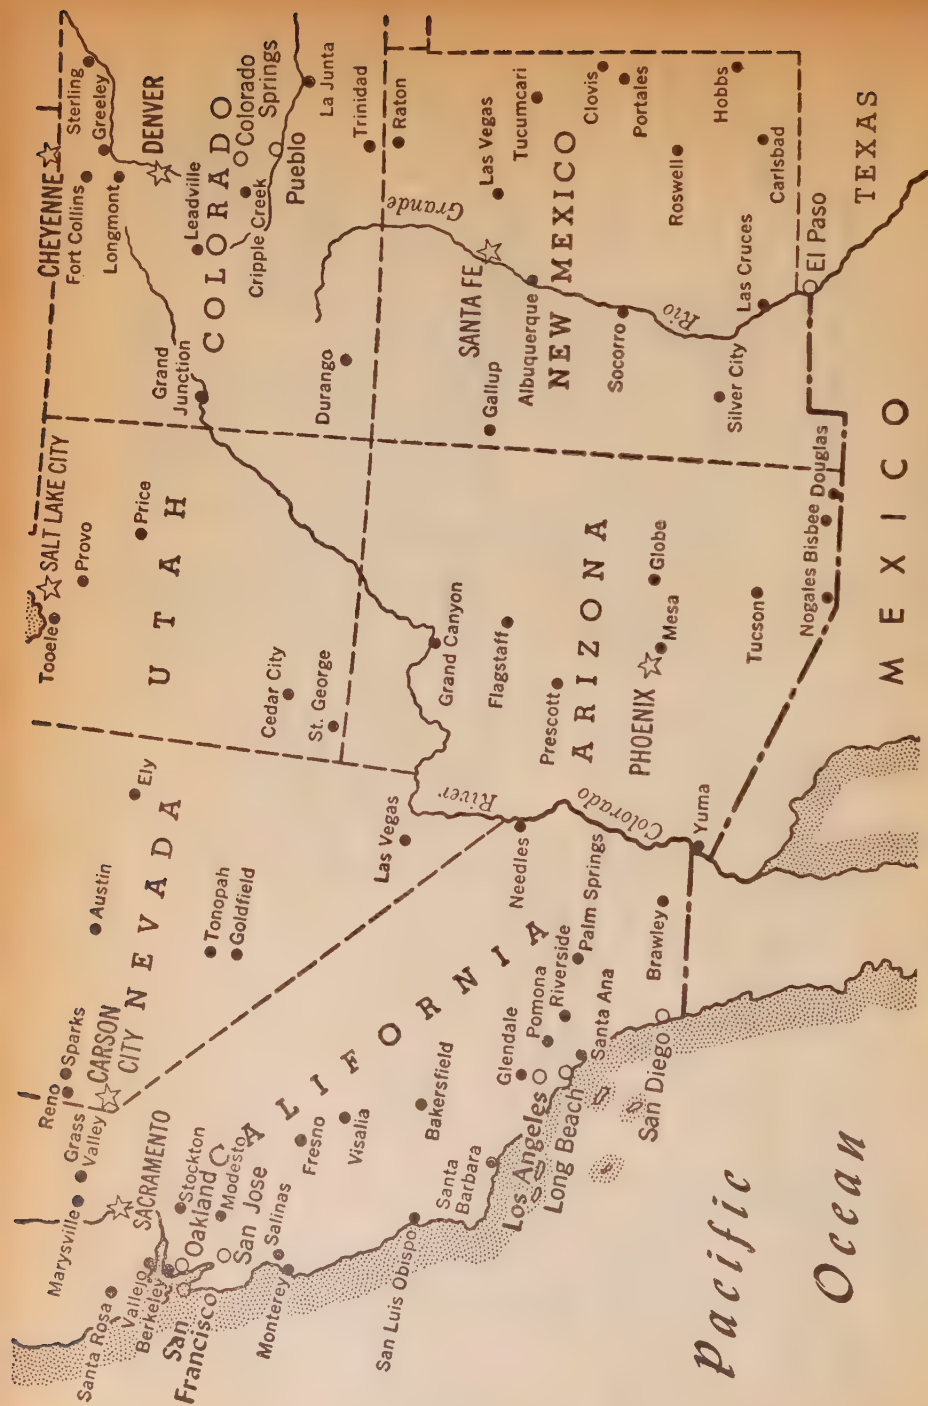 Santa Rosa
Marysville
Grass
Valley
Reno
Sparks
CARSON
CITY
SACRAMENTO
Vallejo
Berkeley
San
Francisco
Oakland
Stockton
Modesto
San Jose
Salinas
Monterey
Fresno
Visalia
San Luis Obispo
Bakersfield
Santa
Barbara
CALIFORNIA
Glendale
Los Angeles
Pomona
Long Beach
Riverside
Santa Ana
Palm Springs
San Diego
Brawley
Needles
Pacific
Ocean
NEVADA
Austin
Ely
Tonopah
Goldfield
Las Vegas
Tooele
SALT LAKE CITY
Provo
Price
UTAH
Cedar City
St. George
Grand Canyon
Flagstaff
Prescott
ARIZONA
PHOENIX
Mesa
Globe
Tucson
Yuma
Colorado
River
Nogales
Bisbee
Douglas
MEXICO
CHEYENNE
Sterling
Greeley
Fort Collins
Longmont
DENVER
Leadville
COLORADO
Colorado
Springs
Cripple Creek
Pueblo
La Junta
Grand
Junction
Durango
Trinidad
Raton
Grande
Las Vegas
Tucumcari
SANTA FE
Gallup
Albuquerque
NEW MEXICO
Clovis
Portales
Socorro
Rio
Roswell
Hobbs
Silver City
Las Cruces
Carlsbad
El Paso
TEXAS